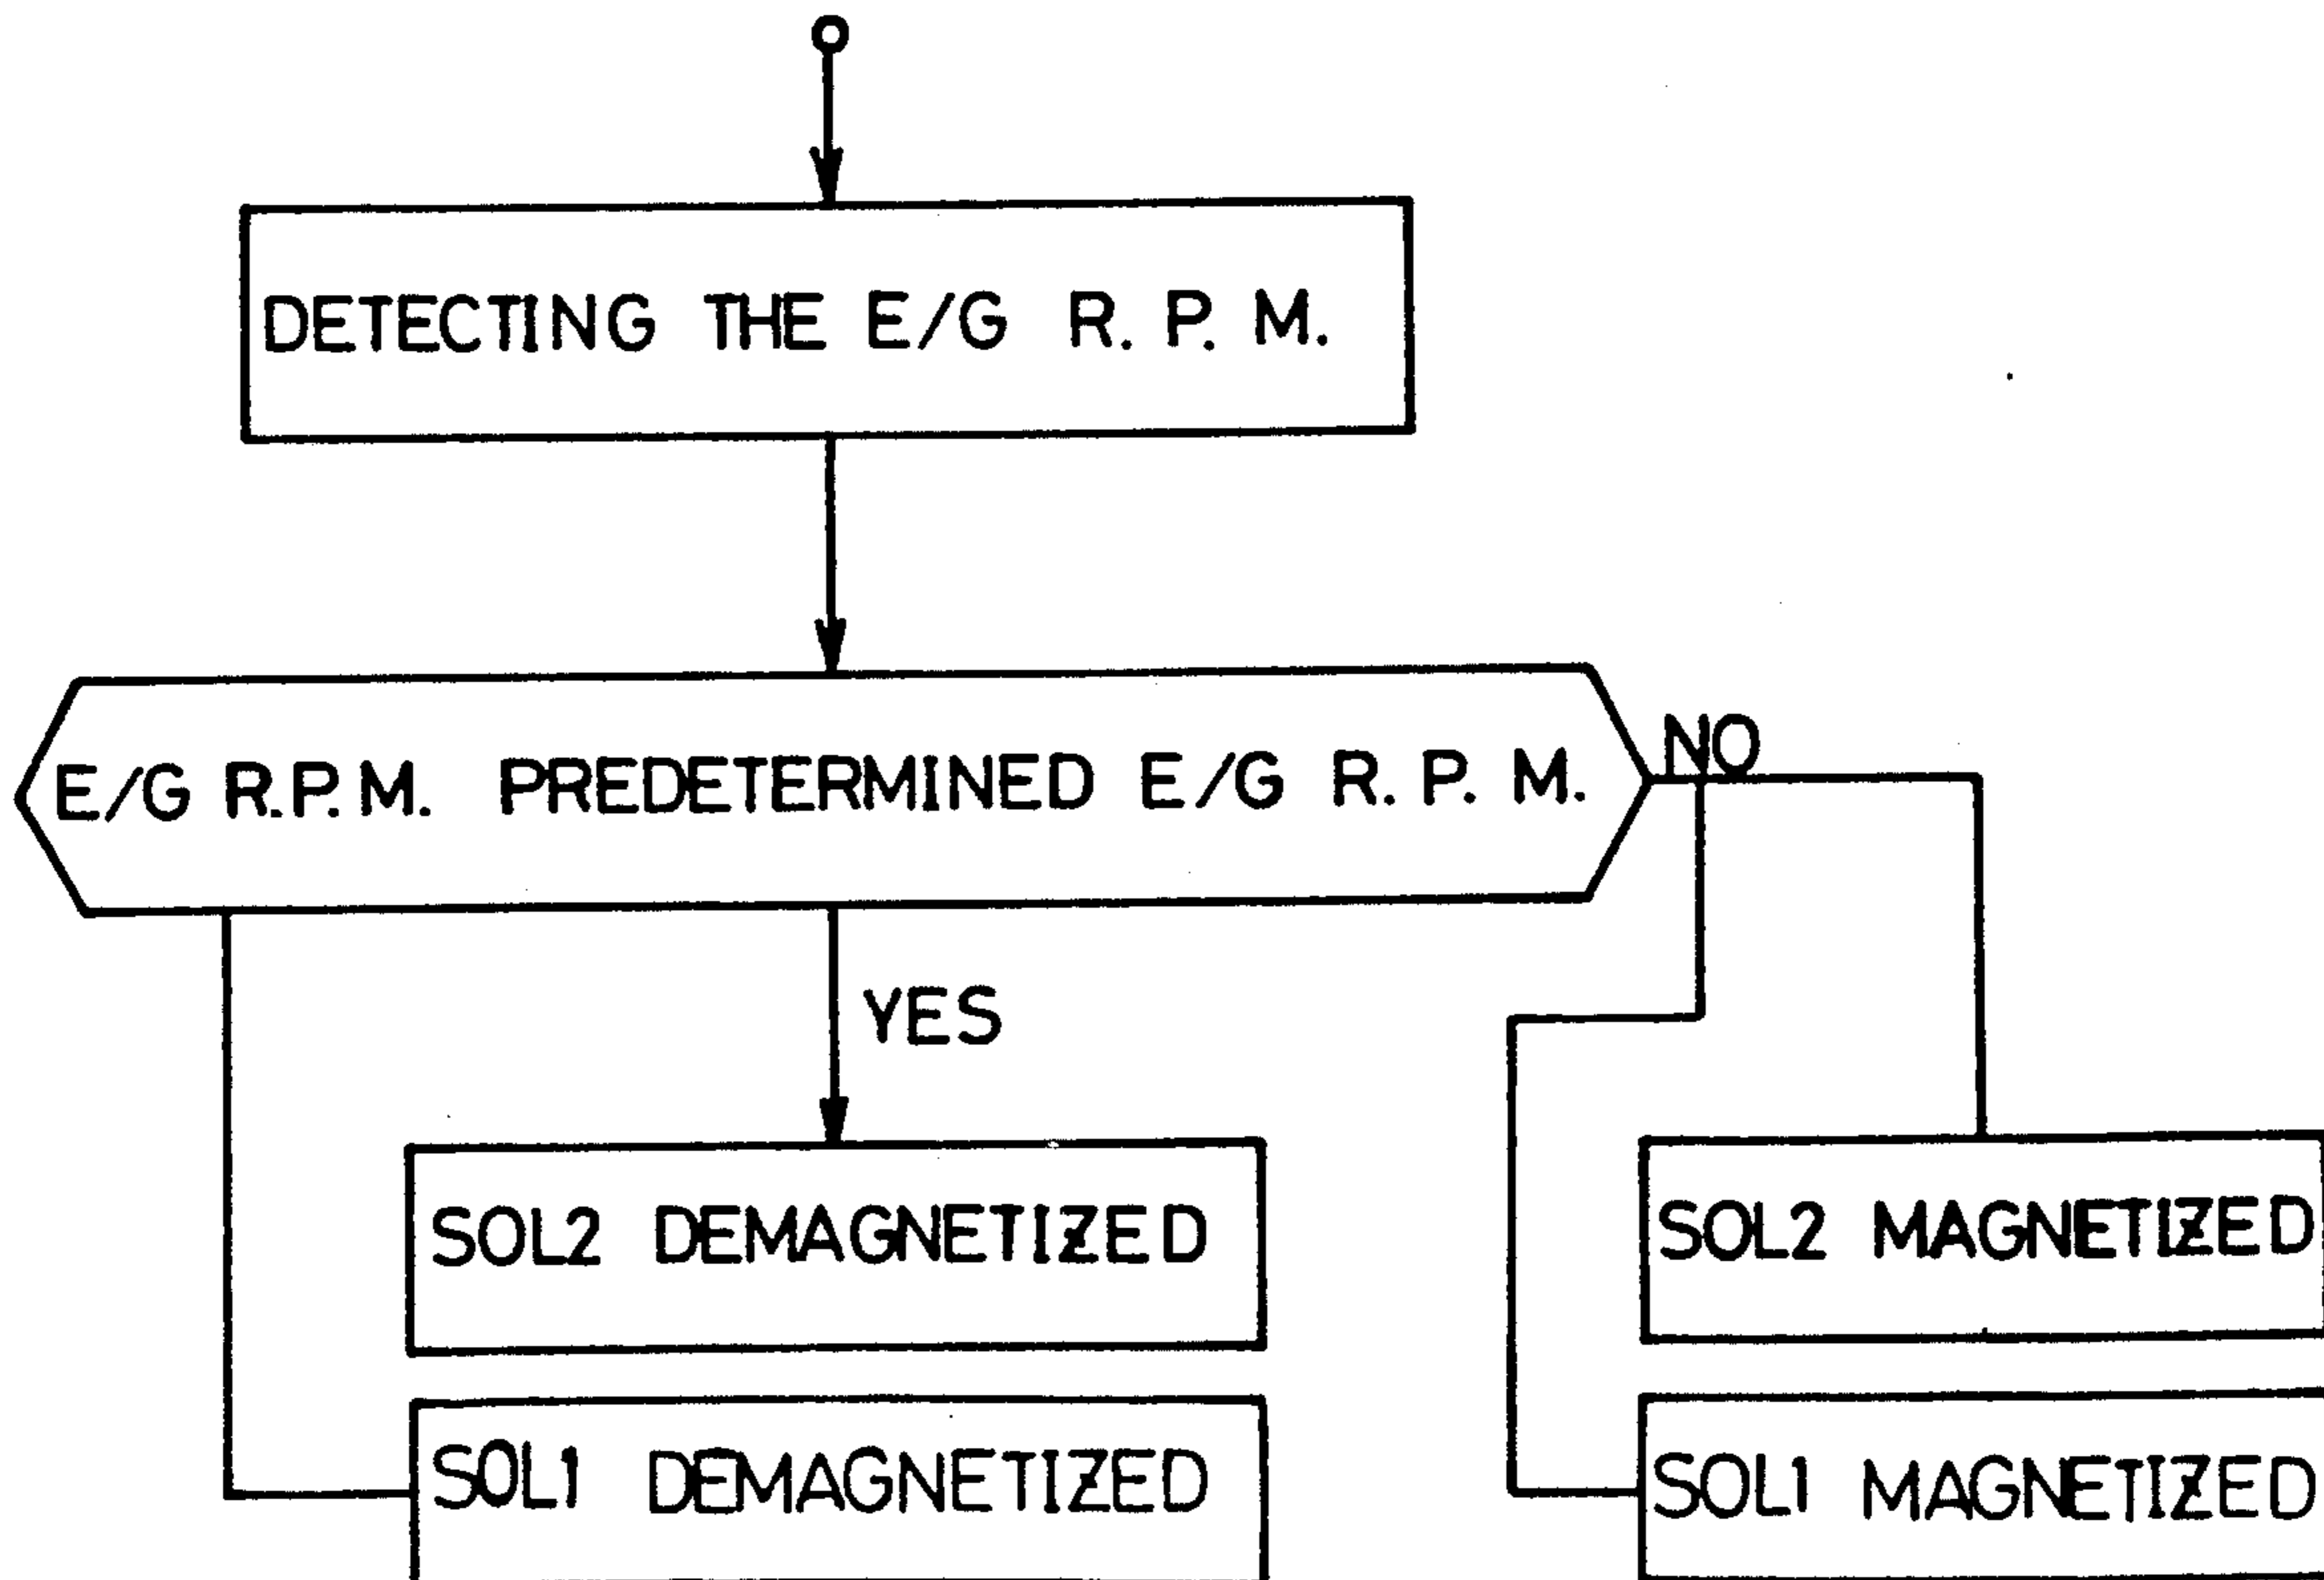 DETECTING THE E/G R. P. M.
E/G R.P.M. PREDETERMINED E/G R. P. M.
NO
YES
SOL2 DEMAGNETIZED
SOL2 MAGNETIZED
SOL1 DEMAGNETIZED
SOL1 MAGNETIZED